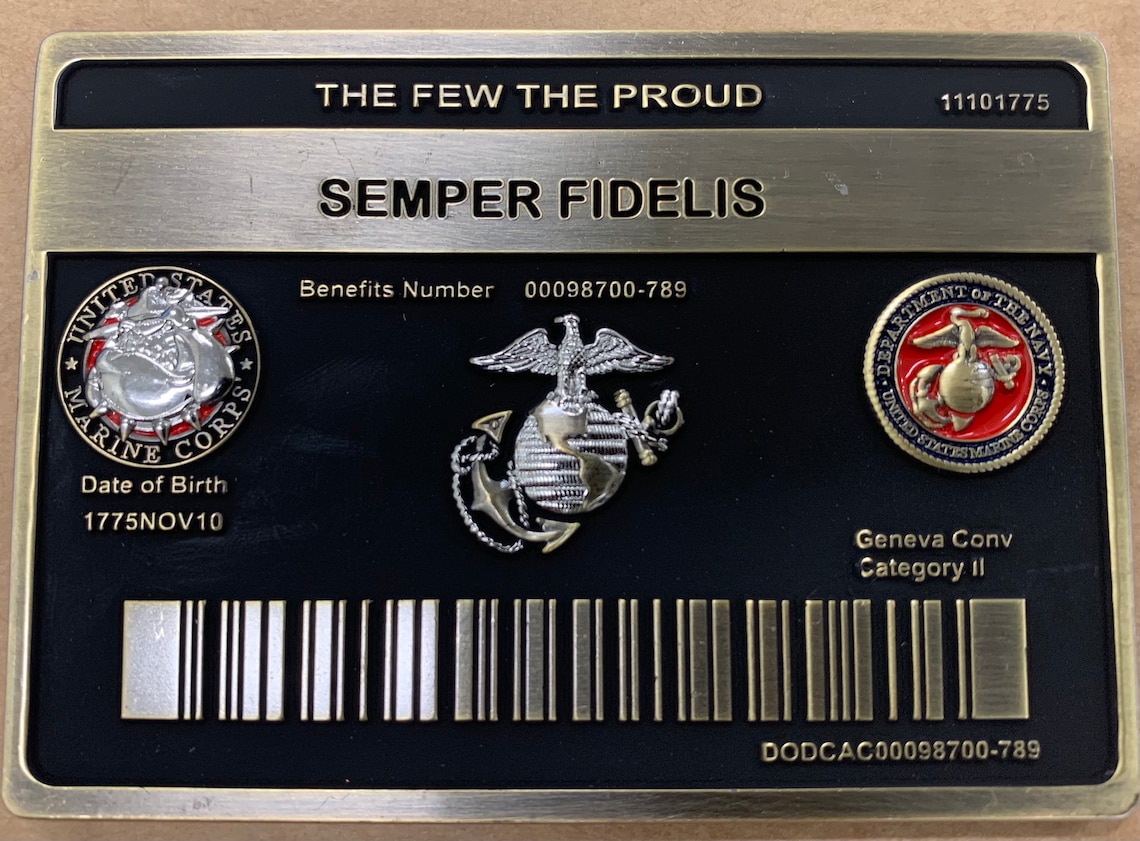 THE FEW THE PROUD
11101775
SEMPER FIDELIS
Benefits Number 00098700-789
UNITED STATES
MARINE CORPS
DEPARTMENT OF THE NAVY
UNITED STATES MARINE CORPS
Date of Birth
1775NOV10
Geneva Conv
Category II
DODCAC00098700-789